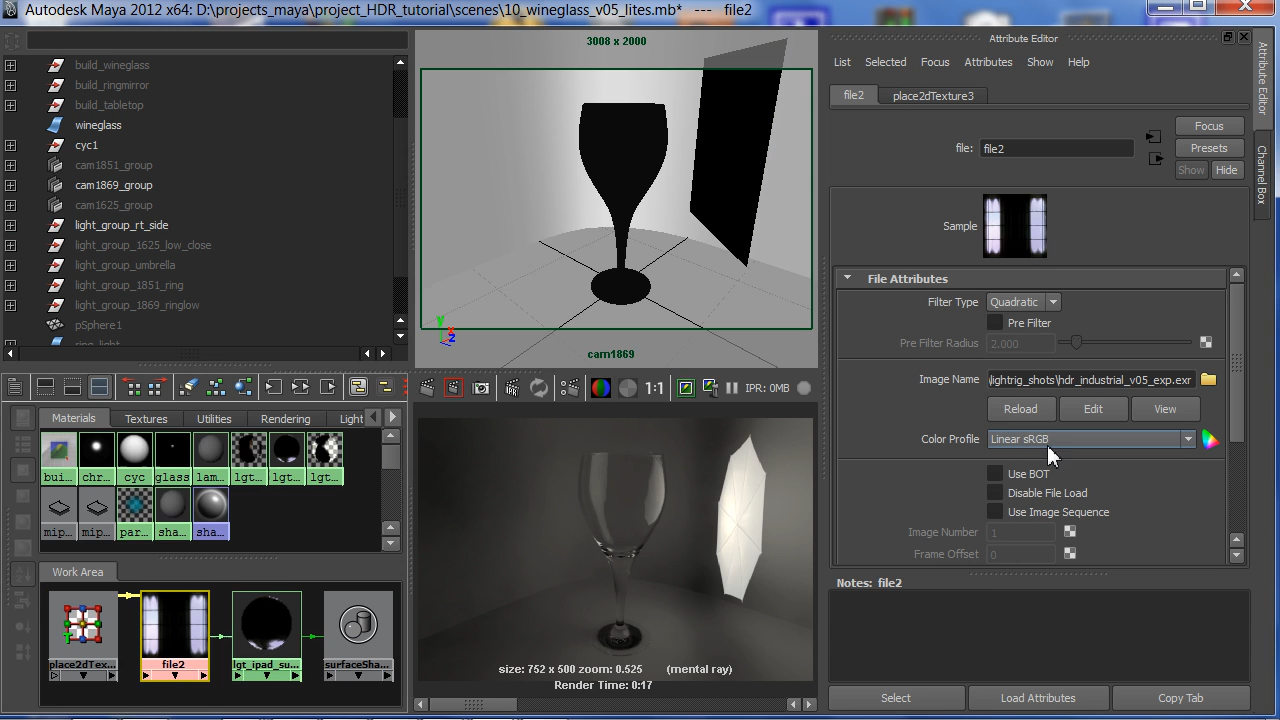 Autodesk Maya 2012 x64: D:\projects_maya\project_HDR_tutorial\scenes\10_wineglass_v05_lites.mb* --- file2
build_wineglass
build_ringmirror
build_tabletop
wineglass
cyc1
cam1851_group
cam1869_group
cam1625_group
light_group_rt_side
light_group_1625_low_close
light_group_umbrella
light_group_1851_ring
light_group_1869_ringlow
pSphere1
ring_light
3008 x 2000
y
x
z
cam1869
Attribute Editor
List Selected Focus Attributes Show Help
file2 place2dTexture3
Focus
file: file2
Presets
Show Hide
Sample
File Attributes
Filter Type Quadratic
Pre Filter
Pre Filter Radius 2.000
Image Name \lightrig_shots\hdr_industrial_v05_exp.exr
Reload Edit View
Color Profile Linear sRGB
Use BOT
Disable File Load
Use Image Sequence
Image Number 1
Frame Offset 0
Notes: file2
Select Load Attributes Copy Tab
Attribute Editor
Channel Box
1:1 IPR: 0MB
Materials Textures Utilities Rendering Light
bui... chr... cyc glass lam... lgt... lgt... lgt...
mip... mip... par... sha... sha...
Work Area
T
place2dTex... file2 lgt_ipad_su... surfaceSha...
size: 752 x 500 zoom: 0.525 (mental ray)
Render Time: 0:17